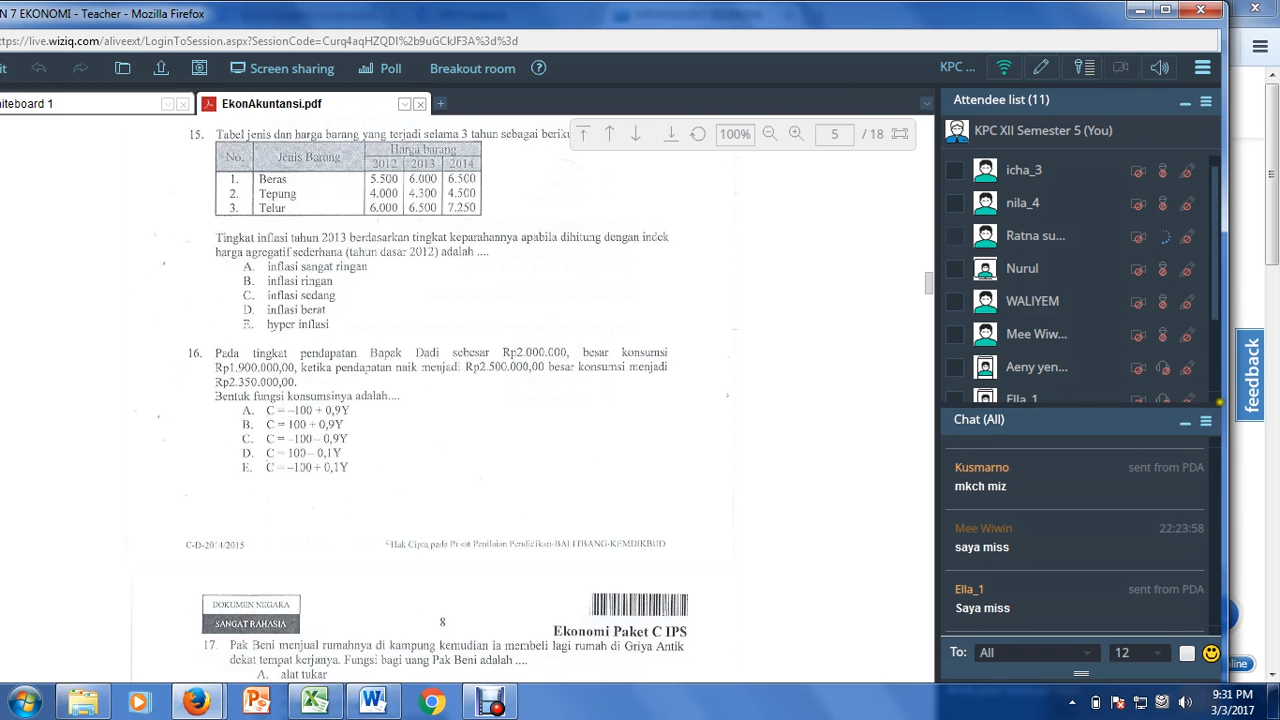 N 7 EKONOMI - Teacher - Mozilla Firefox
ttps://live.wiziq.com/aliveext/LoginToSession.aspx?SessionCode=Curq4aqHZQDI%2b9uGCkJF3A%3d%3d
it
Screen sharing
Poll
Breakout room
KPC ...
iteboard 1
EkonAkuntansi.pdf
100%
5 / 18
15. Tabel jenis dan harga barang yang terjadi selama 3 tahun sebagai beriku
No. Jenis Barang Harga barang
2012 2013 2014
1. Beras 5.500 6.000 6.500
2. Tepung 4.000 4.300 4.500
3. Telur 6.000 6.500 7.250
Tingkat inflasi tahun 2013 berdasarkan tingkat keparahannya apabila dihitung dengan indek
harga agregatif sederhana (tahun dasar 2012) adalah ....
A. inflasi sangat ringan
B. inflasi ringan
C. inflasi sedang
D. inflasi berat
E. hyper inflasi
16. Pada tingkat pendapatan Bapak Dadi sebesar Rp2.000.000, besar konsumsi
Rp1.900.000,00, ketika pendapatan naik menjadi Rp2.500.000,00 besar konsumsi menjadi
Rp2.350.000,00.
Bentuk fungsi konsumsinya adalah....
A. C = –100 + 0,9Y
B. C = 100 + 0,9Y
C. C = –100 – 0,9Y
D. C = 100 – 0,1Y
E. C = –100 + 0,1Y
C-D-2014/2015
©Hak Cipta pada Pusat Penilaian Pendidikan-BALITBANG-KEMDIKBUD
DOKUMEN NEGARA
SANGAT RAHASIA
8
Ekonomi Paket C IPS
17. Pak Beni menjual rumahnya di kampung kemudian ia membeli lagi rumah di Griya Antik
dekat tempat kerjanya. Fungsi bagi uang Pak Beni adalah ....
A. alat tukar
Attendee list (11)
KPC XII Semester 5 (You)
icha_3
nila_4
Ratna su...
Nurul
WALIYEM
Mee Wiw...
Aeny yen...
Ella_1
Chat (All)
Kusmarno sent from PDA
mkch miz
Mee Wiwin 22:23:58
saya miss
Ella_1 sent from PDA
Saya miss
To: All 12
feedback
nline
9:31 PM
3/3/2017